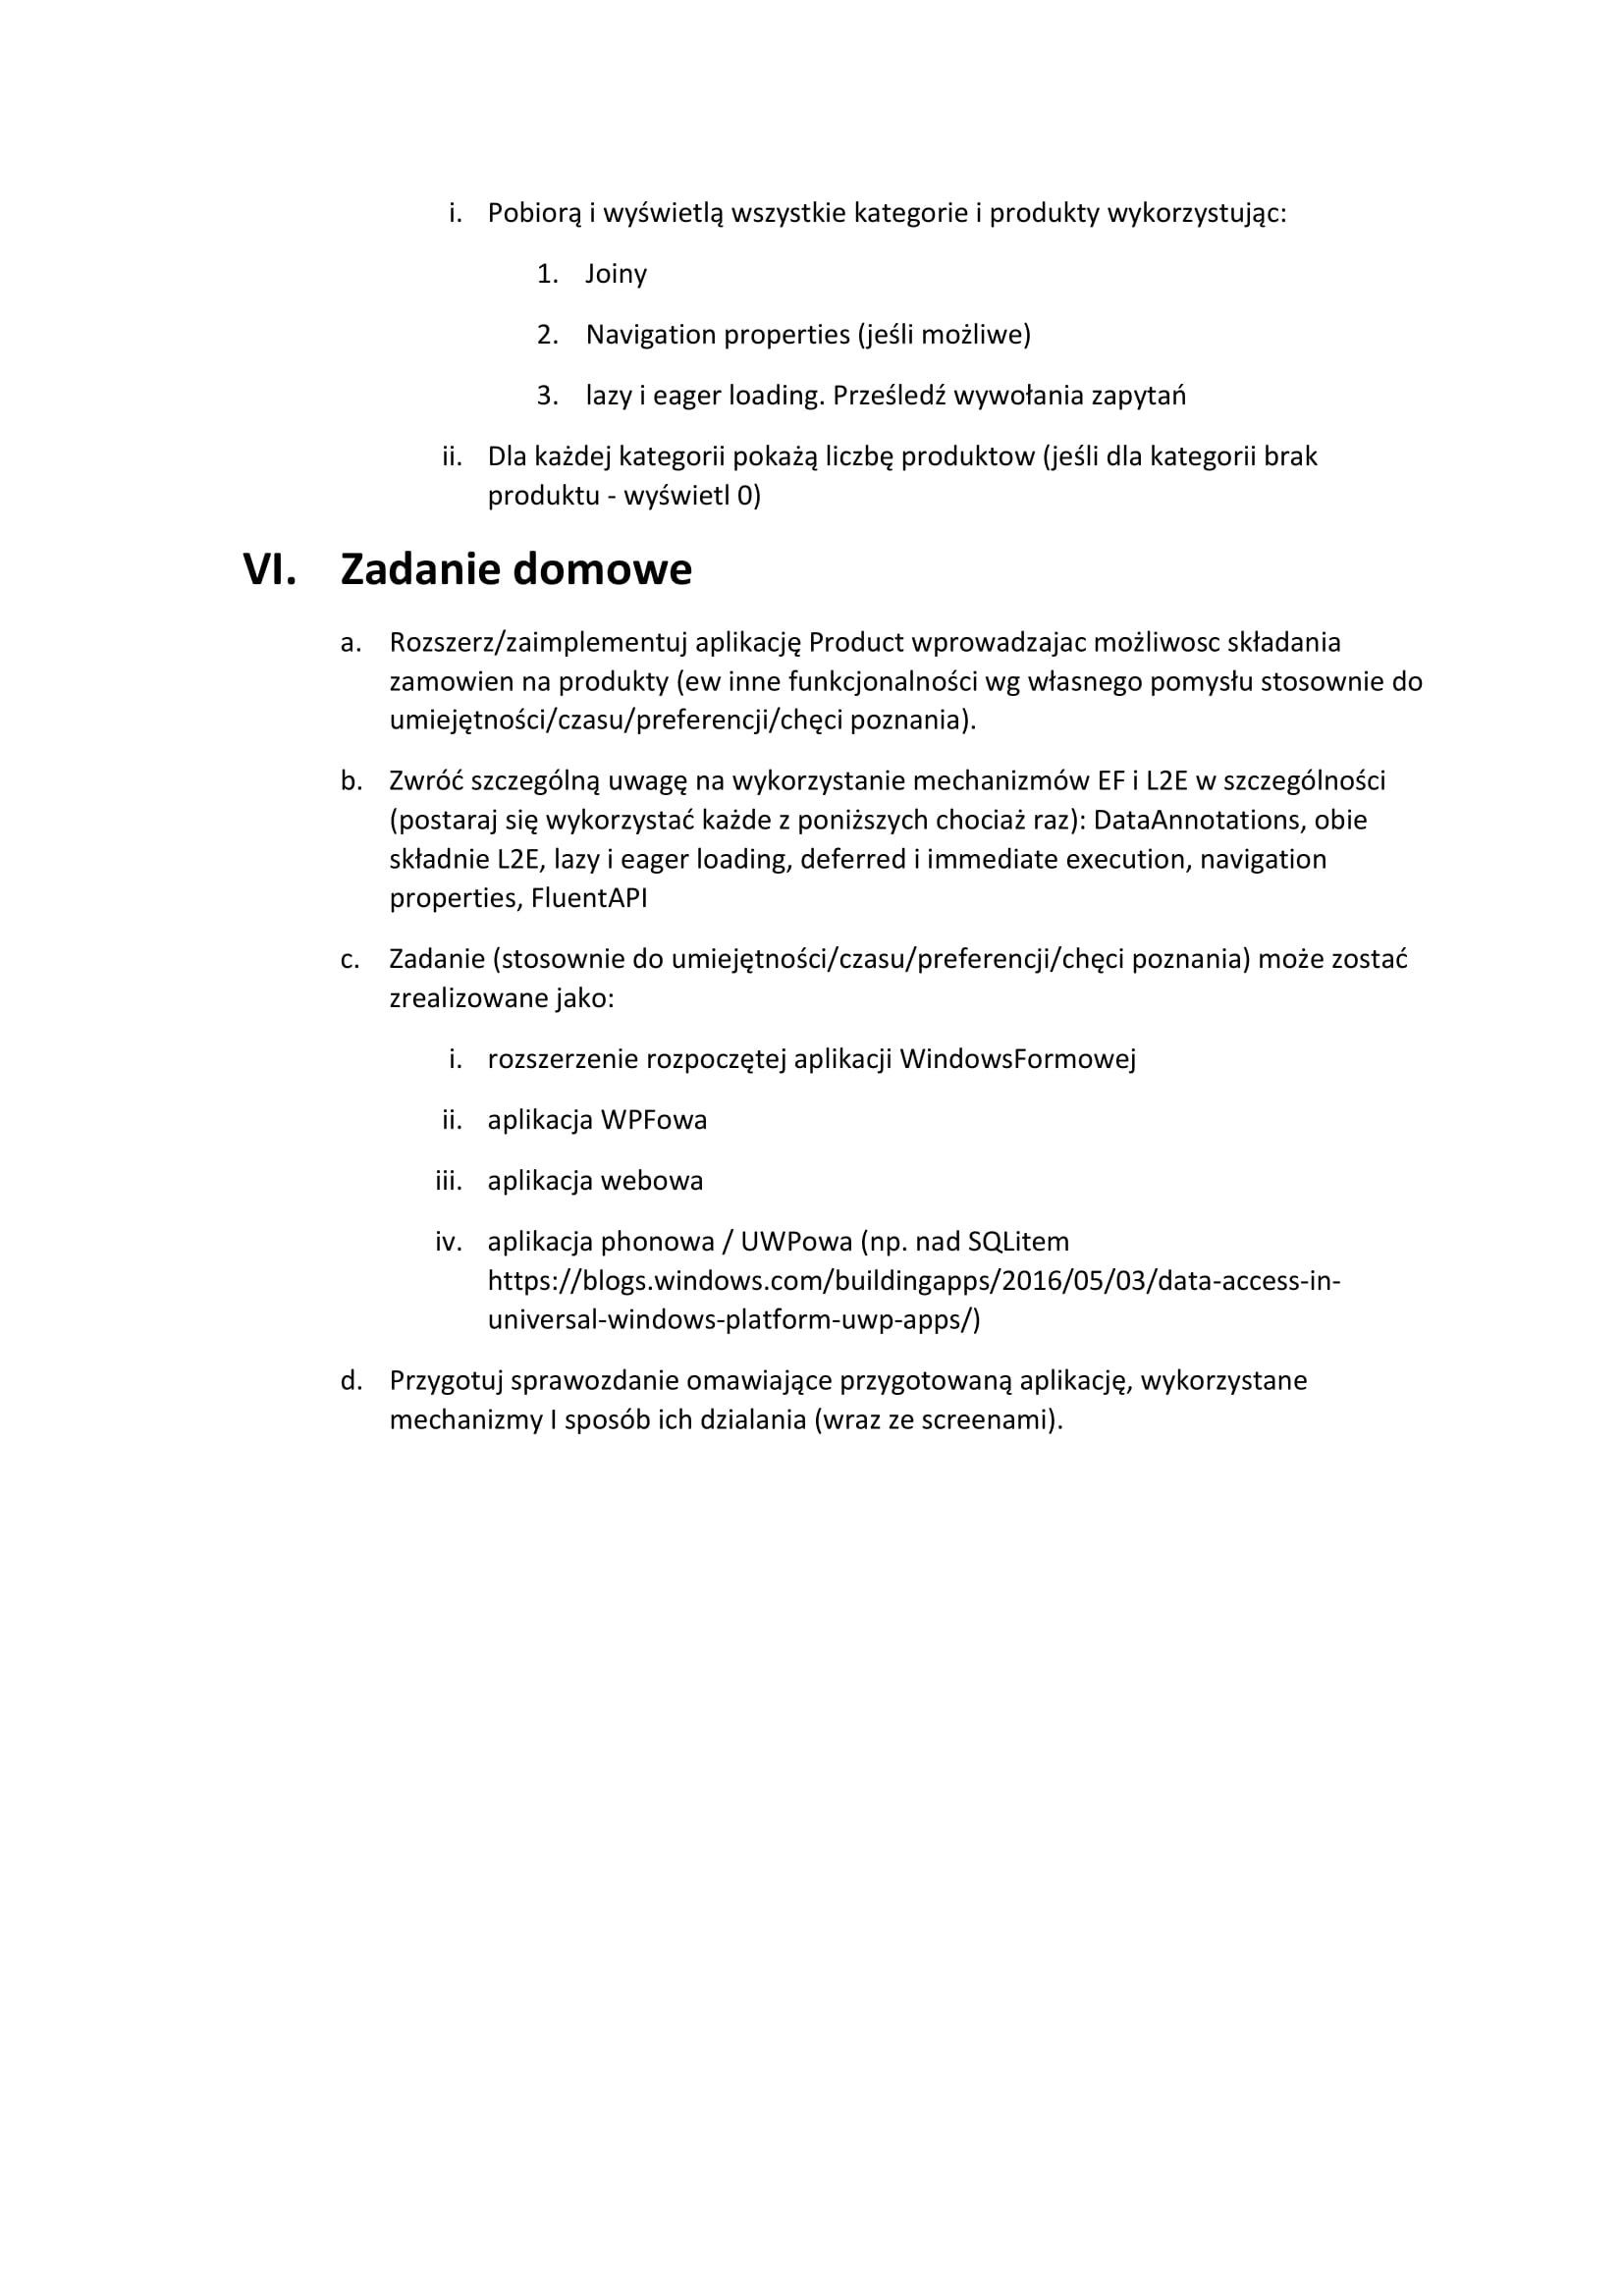 i. Pobiorą i wyświetlą wszystkie kategorie i produkty wykorzystując:
1. Joiny
2. Navigation properties (jeśli możliwe)
3. lazy i eager loading. Prześledź wywołania zapytań
ii. Dla każdej kategorii pokażą liczbę produktow (jeśli dla kategorii brak
produktu - wyświetl 0)
VI. Zadanie domowe
a. Rozszerz/zaimplementuj aplikację Product wprowadzajac możliwosc składania
zamowien na produkty (ew inne funkcjonalności wg własnego pomysłu stosownie do
umiejętności/czasu/preferencji/chęci poznania).
b. Zwróć szczególną uwagę na wykorzystanie mechanizmów EF i L2E w szczególności
(postaraj się wykorzystać każde z poniższych chociaż raz): DataAnnotations, obie
składnie L2E, lazy i eager loading, deferred i immediate execution, navigation
properties, FluentAPI
c. Zadanie (stosownie do umiejętności/czasu/preferencji/chęci poznania) może zostać
zrealizowane jako:
i. rozszerzenie rozpoczętej aplikacji WindowsFormowej
ii. aplikacja WPFowa
iii. aplikacja webowa
iv. aplikacja phonowa / UWPowa (np. nad SQLitem
https://blogs.windows.com/buildingapps/2016/05/03/data-access-in-
universal-windows-platform-uwp-apps/)
d. Przygotuj sprawozdanie omawiające przygotowaną aplikację, wykorzystane
mechanizmy I sposób ich dzialania (wraz ze screenami).